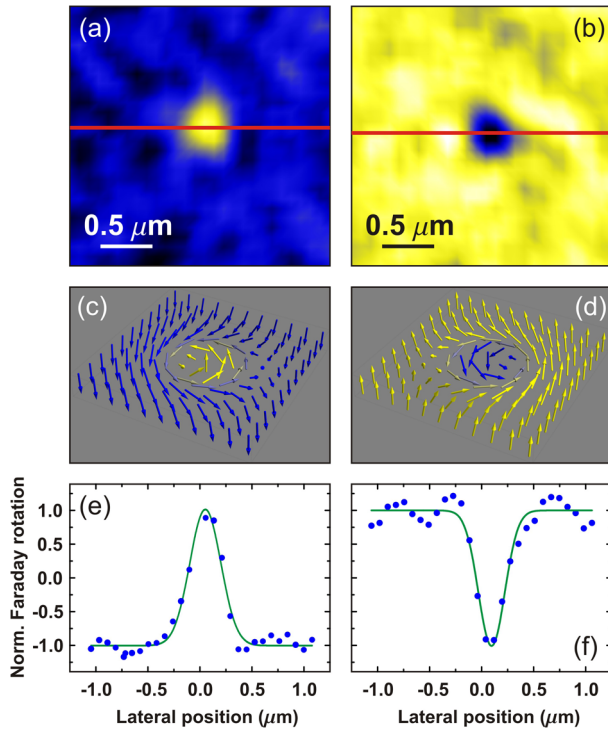 (a)
(b)
0.5 μm
0.5 μm
(c)
(d)
(e)
(f)
Norm. Faraday rotation
1.0
0.5
0.0
-0.5
-1.0
-1.0 -0.5 0.0 0.5 1.0
-1.0 -0.5 0.0 0.5 1.0
Lateral position (μm)
Lateral position (μm)